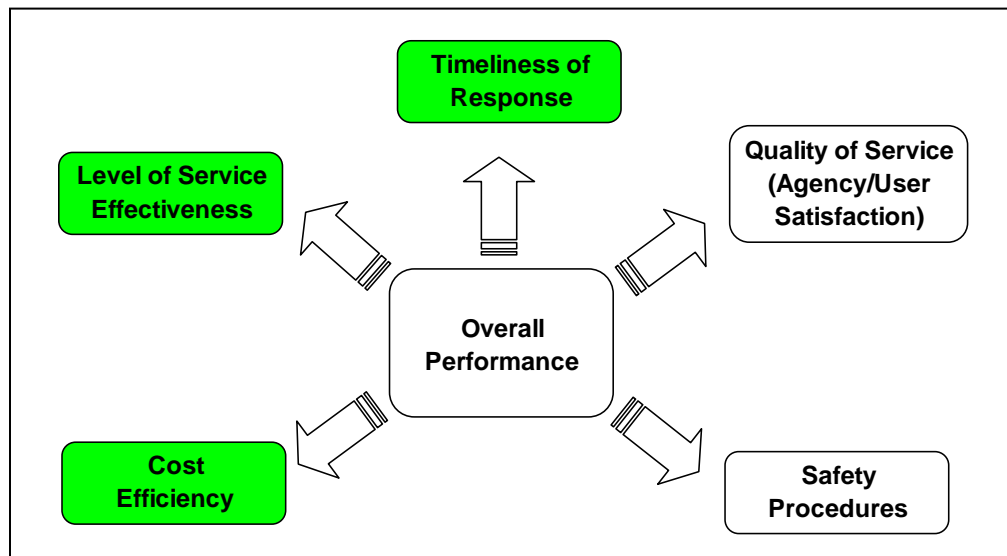 Timeliness of
Response
Level of Service
Effectiveness
Quality of Service
(Agency/User
Satisfaction)
Overall
Performance
Cost
Efficiency
Safety
Procedures